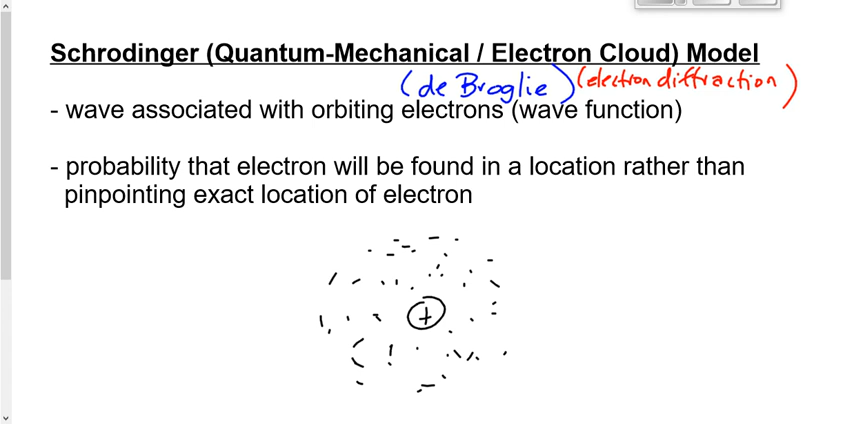 Schrodinger (Quantum-Mechanical / Electron Cloud) Model
(de Broglie) (electron diffraction)
- wave associated with orbiting electrons (wave function)
- probability that electron will be found in a location rather than
pinpointing exact location of electron
+